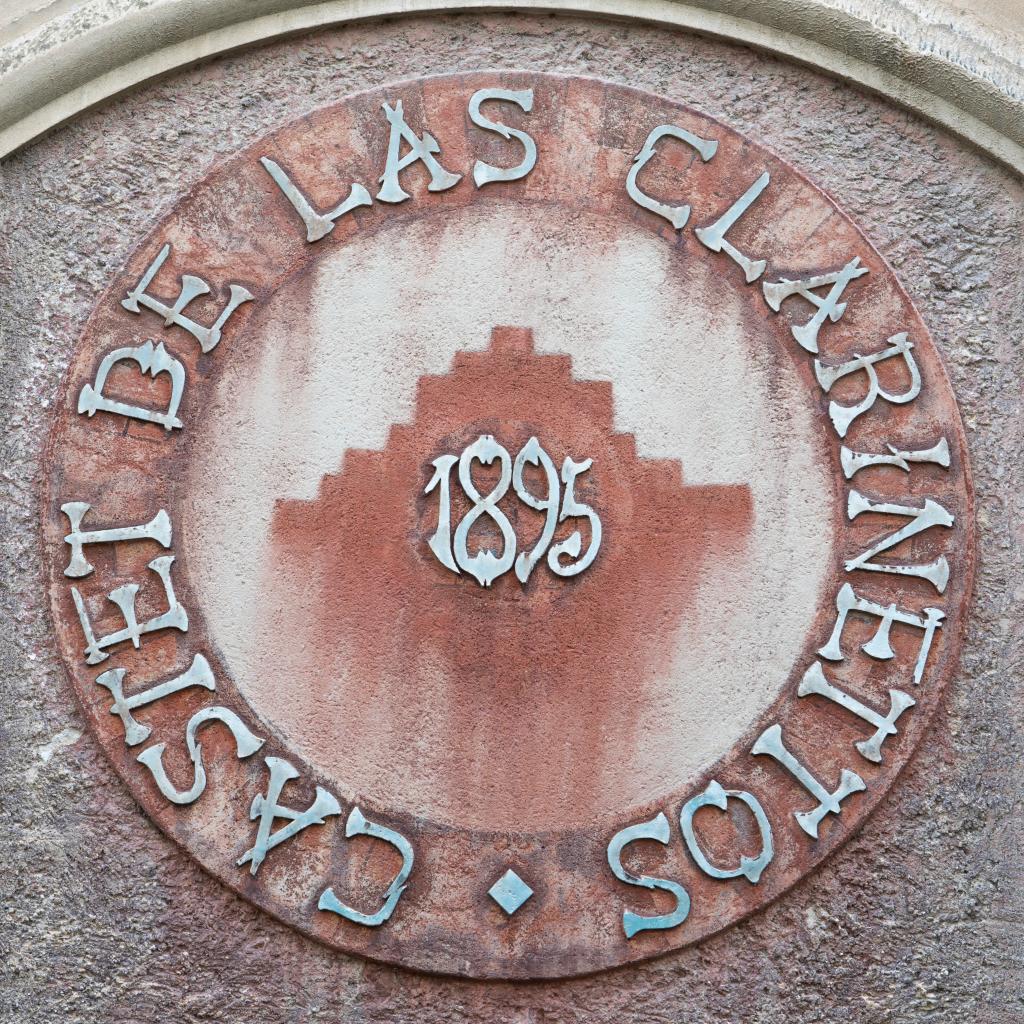 CASTET DE LAS CLARINETOS
1895